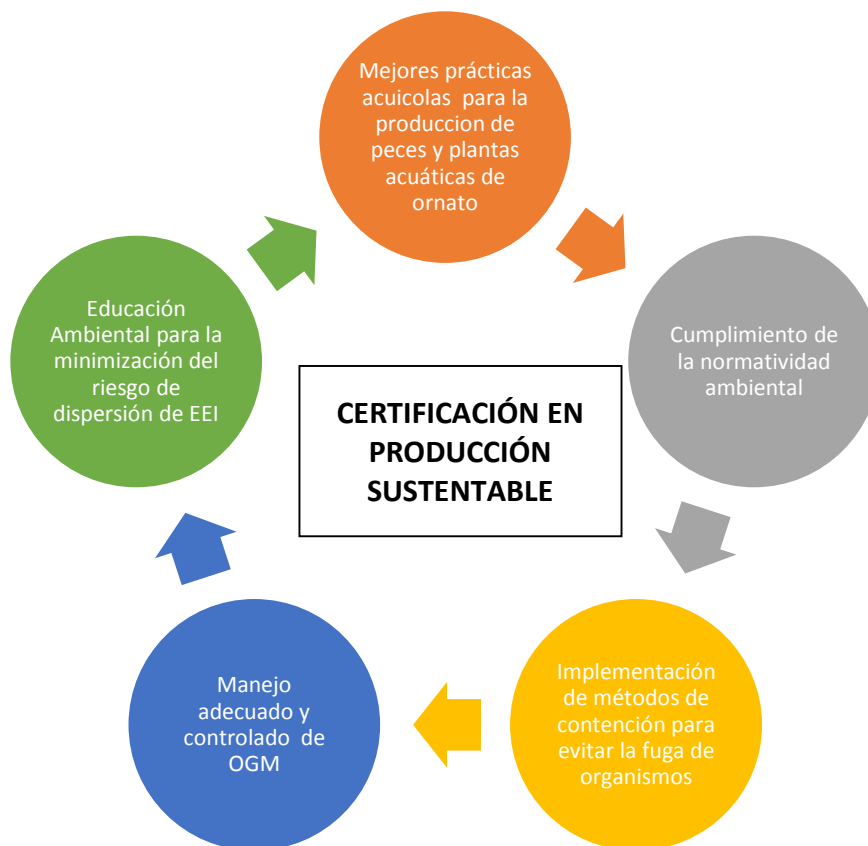 Mejores prácticas
acuicolas para la
produccion de
peces y plantas
acuáticas de
ornato
Cumplimiento de
la normatividad
ambiental
Implementación
de métodos de
contención para
evitar la fuga de
organismos
Manejo
adecuado y
controlado de
OGM
Educación
Ambiental para la
minimización del
riesgo de
dispersión de EEI
CERTIFICACIÓN EN
PRODUCCIÓN
SUSTENTABLE